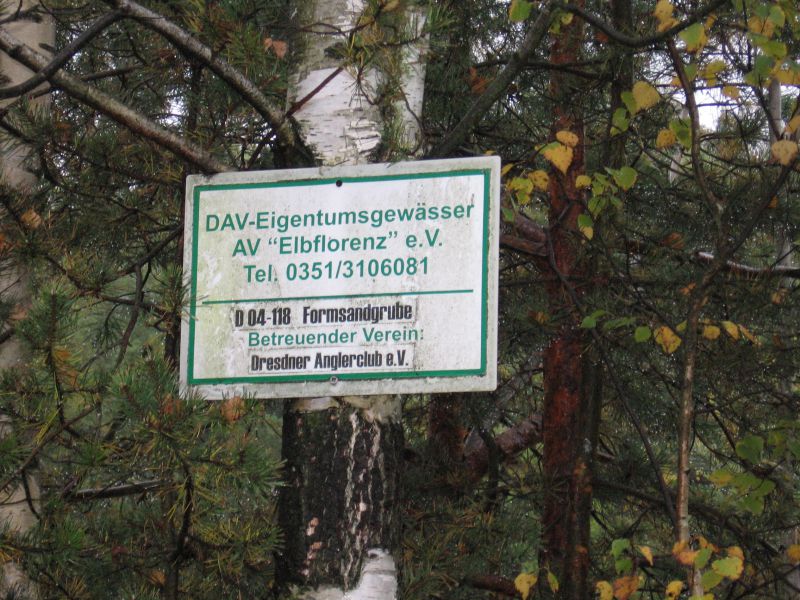 DAV-Eigentumsgewässer
AV "Elbflorenz" e.V.
Tel. 0351/3106081
D 04-118 Formsandgrube
Betreuender Verein:
Dresdner Anglerclub e.V.